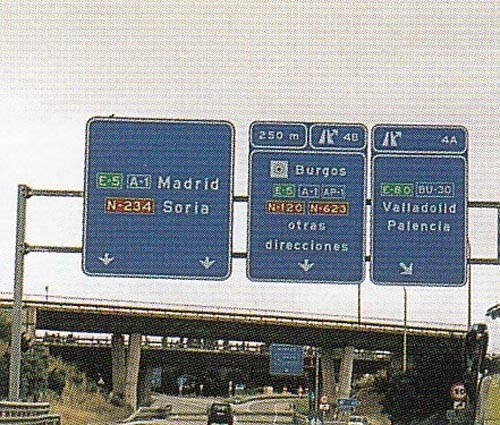 E-5 A-1 Madrid
N-234 Soria
250 m 4B
Burgos
E-5 A-1 AP-1
N-120 N-623
otras
direcciones
4A
E-80 BU-30
Valladolid
Palencia